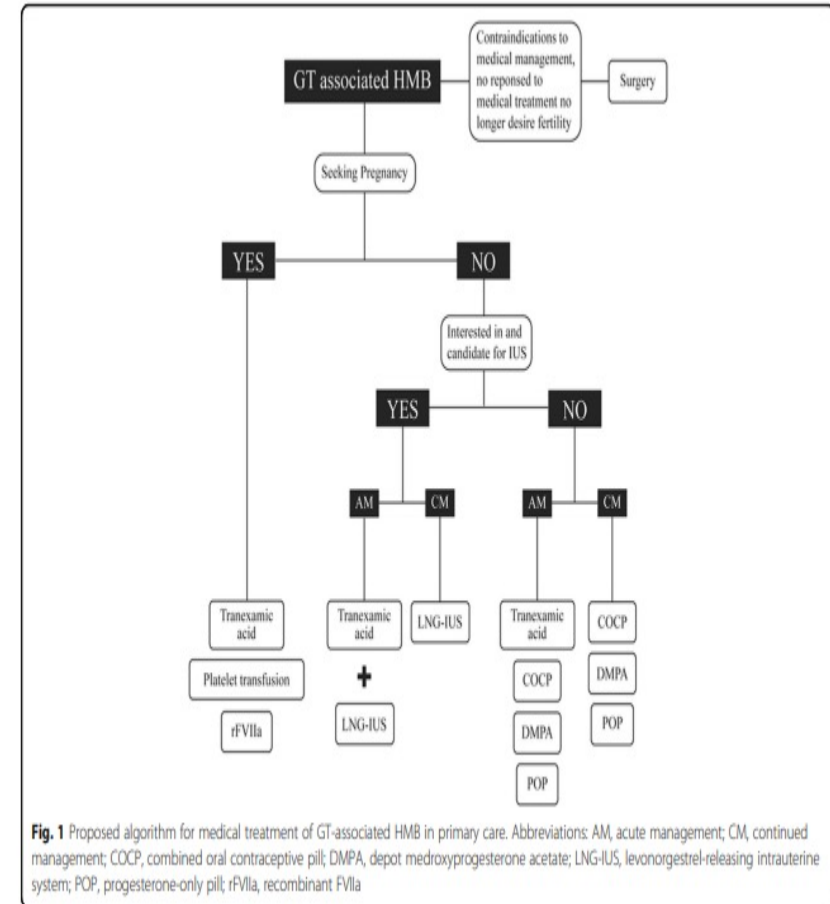 GT associated HMB
Contraindications to
medical management,
no reponsed to
medical treatment no
longer desire fertility
Surgery
Seeking Pregnancy
YES
NO
Interested in and
candidate for IUS
YES
NO
AM
CM
AM
CM
Tranexamic
acid
Platelet transfusion
rFVIIa
Tranexamic
acid
+
LNG-IUS
LNG-IUS
Tranexamic
acid
COCP
DMPA
POP
COCP
DMPA
POP
Fig. 1 Proposed algorithm for medical treatment of GT-associated HMB in primary care. Abbreviations: AM, acute management; CM, continued
management; COCP, combined oral contraceptive pill; DMPA, depot medroxyprogesterone acetate; LNG-IUS, levonorgestrel-releasing intrauterine
system; POP, progesterone-only pill; rFVIIa, recombinant FVIIa